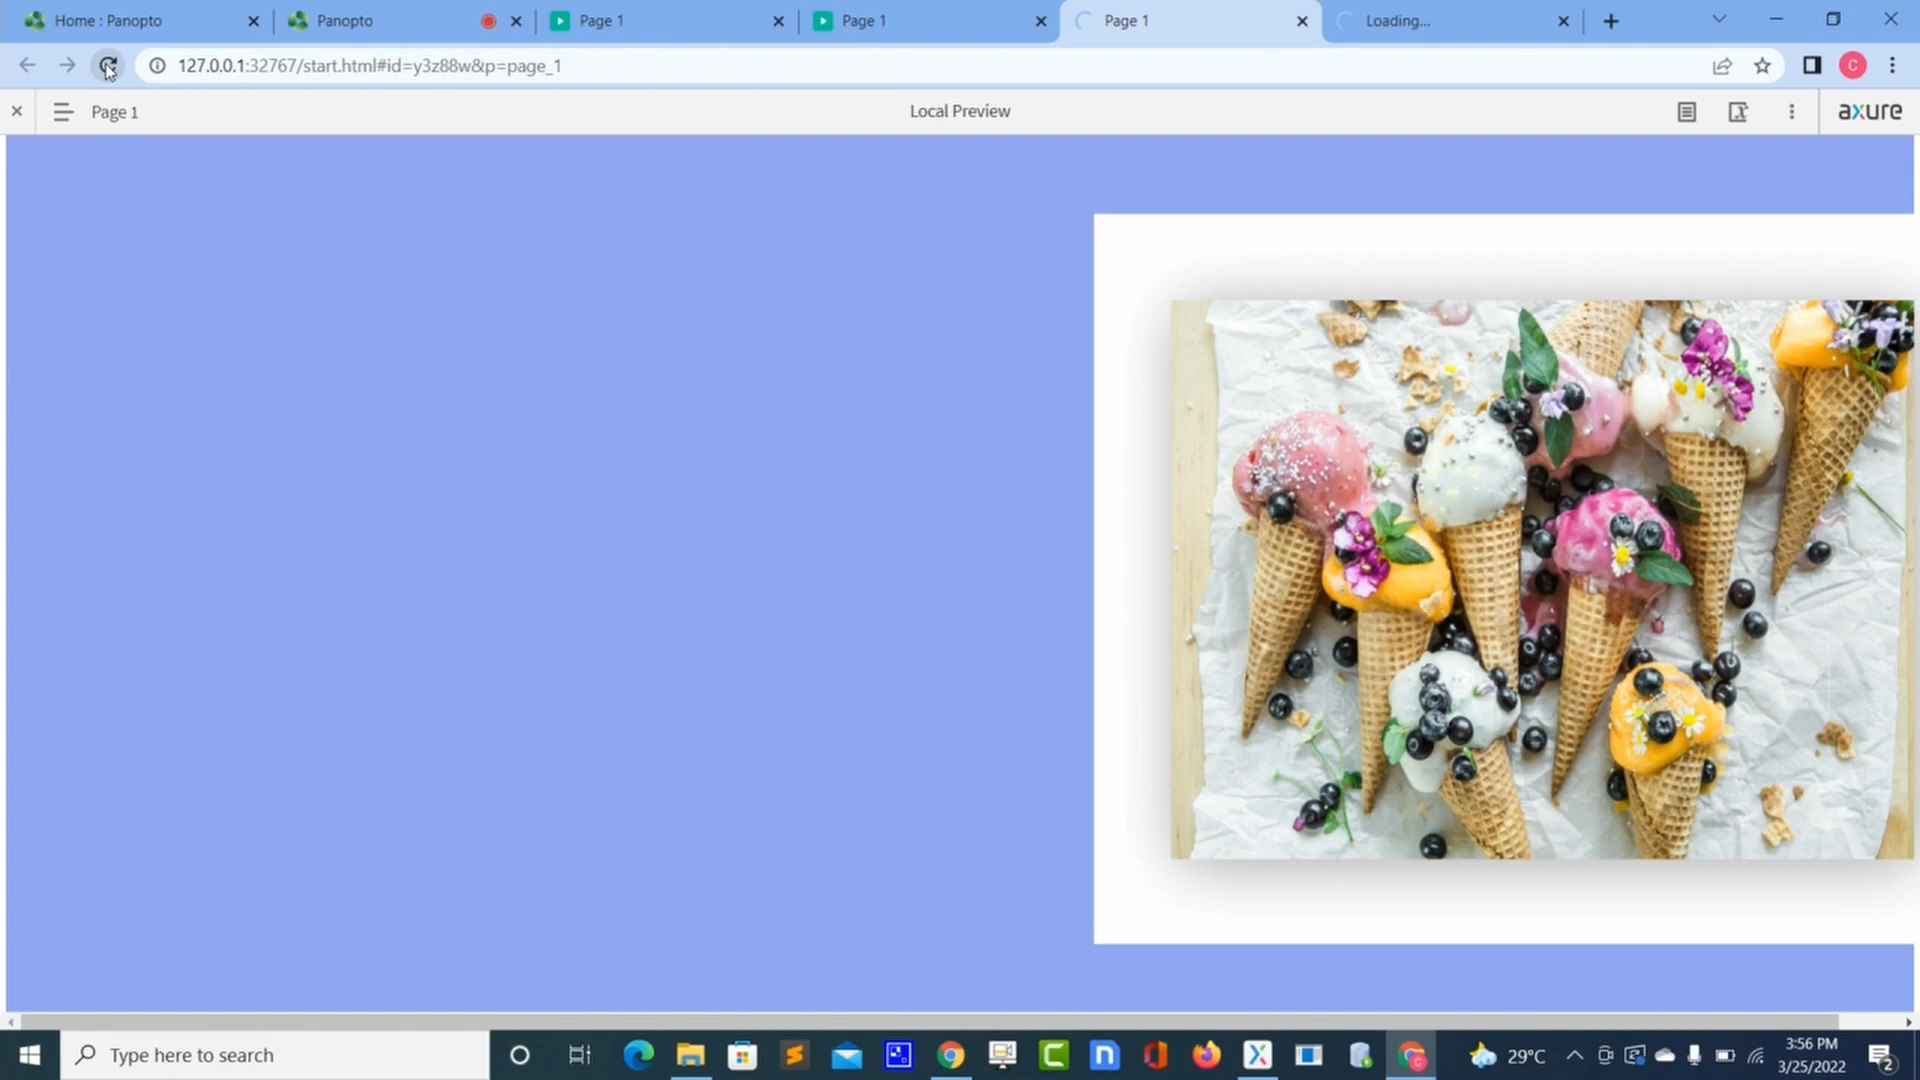 Home : Panopto
Panopto
Page 1
Page 1
Page 1
Loading...
127.0.0.1:32767/start.html#id=y3z88w&p=page_1
C
Page 1
Local Preview
axure
Type here to search
29°C
3:56 PM
3/25/2022
2